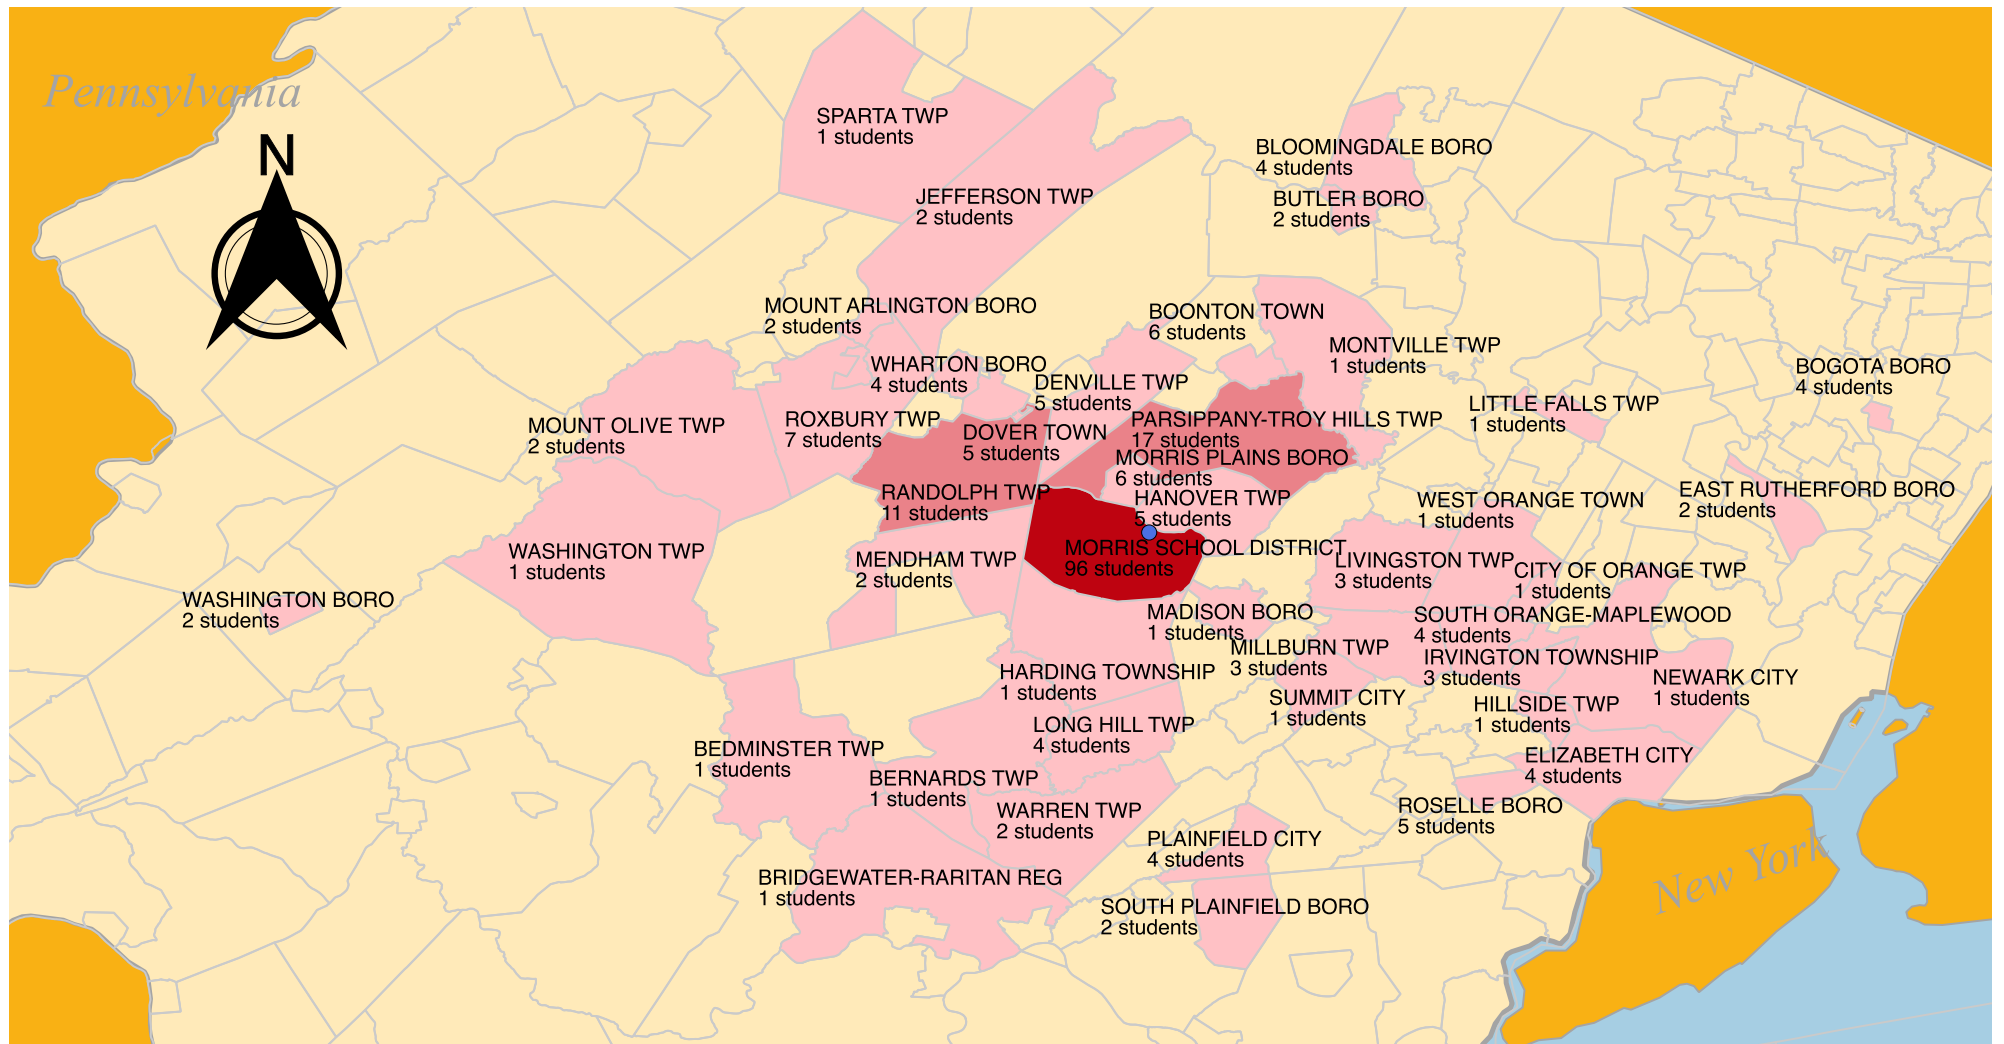 Pennsylvania
N
SPARTA TWP
1 students
BLOOMINGDALE BORO
4 students
JEFFERSON TWP
2 students
BUTLER BORO
2 students
MOUNT ARLINGTON BORO
2 students
BOONTON TOWN
6 students
MONTVILLE TWP
1 students
WHARTON BORO
4 students
BOGOTA BORO
4 students
DENVILLE TWP
5 students
LITTLE FALLS TWP
1 students
MOUNT OLIVE TWP
2 students
ROXBURY TWP
7 students
PARSIPPANY-TROY HILLS TWP
17 students
DOVER TOWN
5 students
MORRIS PLAINS BORO
6 students
RANDOLPH TWP
11 students
HANOVER TWP
5 students
WEST ORANGE TOWN
1 students
EAST RUTHERFORD BORO
2 students
WASHINGTON TWP
1 students
MENDHAM TWP
2 students
MORRIS SCHOOL DISTRICT
96 students
LIVINGSTON TWP
3 students
CITY OF ORANGE TWP
1 students
WASHINGTON BORO
2 students
MADISON BORO
1 students
SOUTH ORANGE-MAPLEWOOD
4 students
MILLBURN TWP
3 students
IRVINGTON TOWNSHIP
3 students
HARDING TOWNSHIP
1 students
NEWARK CITY
1 students
SUMMIT CITY
1 students
HILLSIDE TWP
1 students
LONG HILL TWP
4 students
BEDMINSTER TWP
1 students
ELIZABETH CITY
4 students
BERNARDS TWP
1 students
WARREN TWP
2 students
ROSELLE BORO
5 students
PLAINFIELD CITY
4 students
New York
BRIDGEWATER-RARITAN REG
1 students
SOUTH PLAINFIELD BORO
2 students